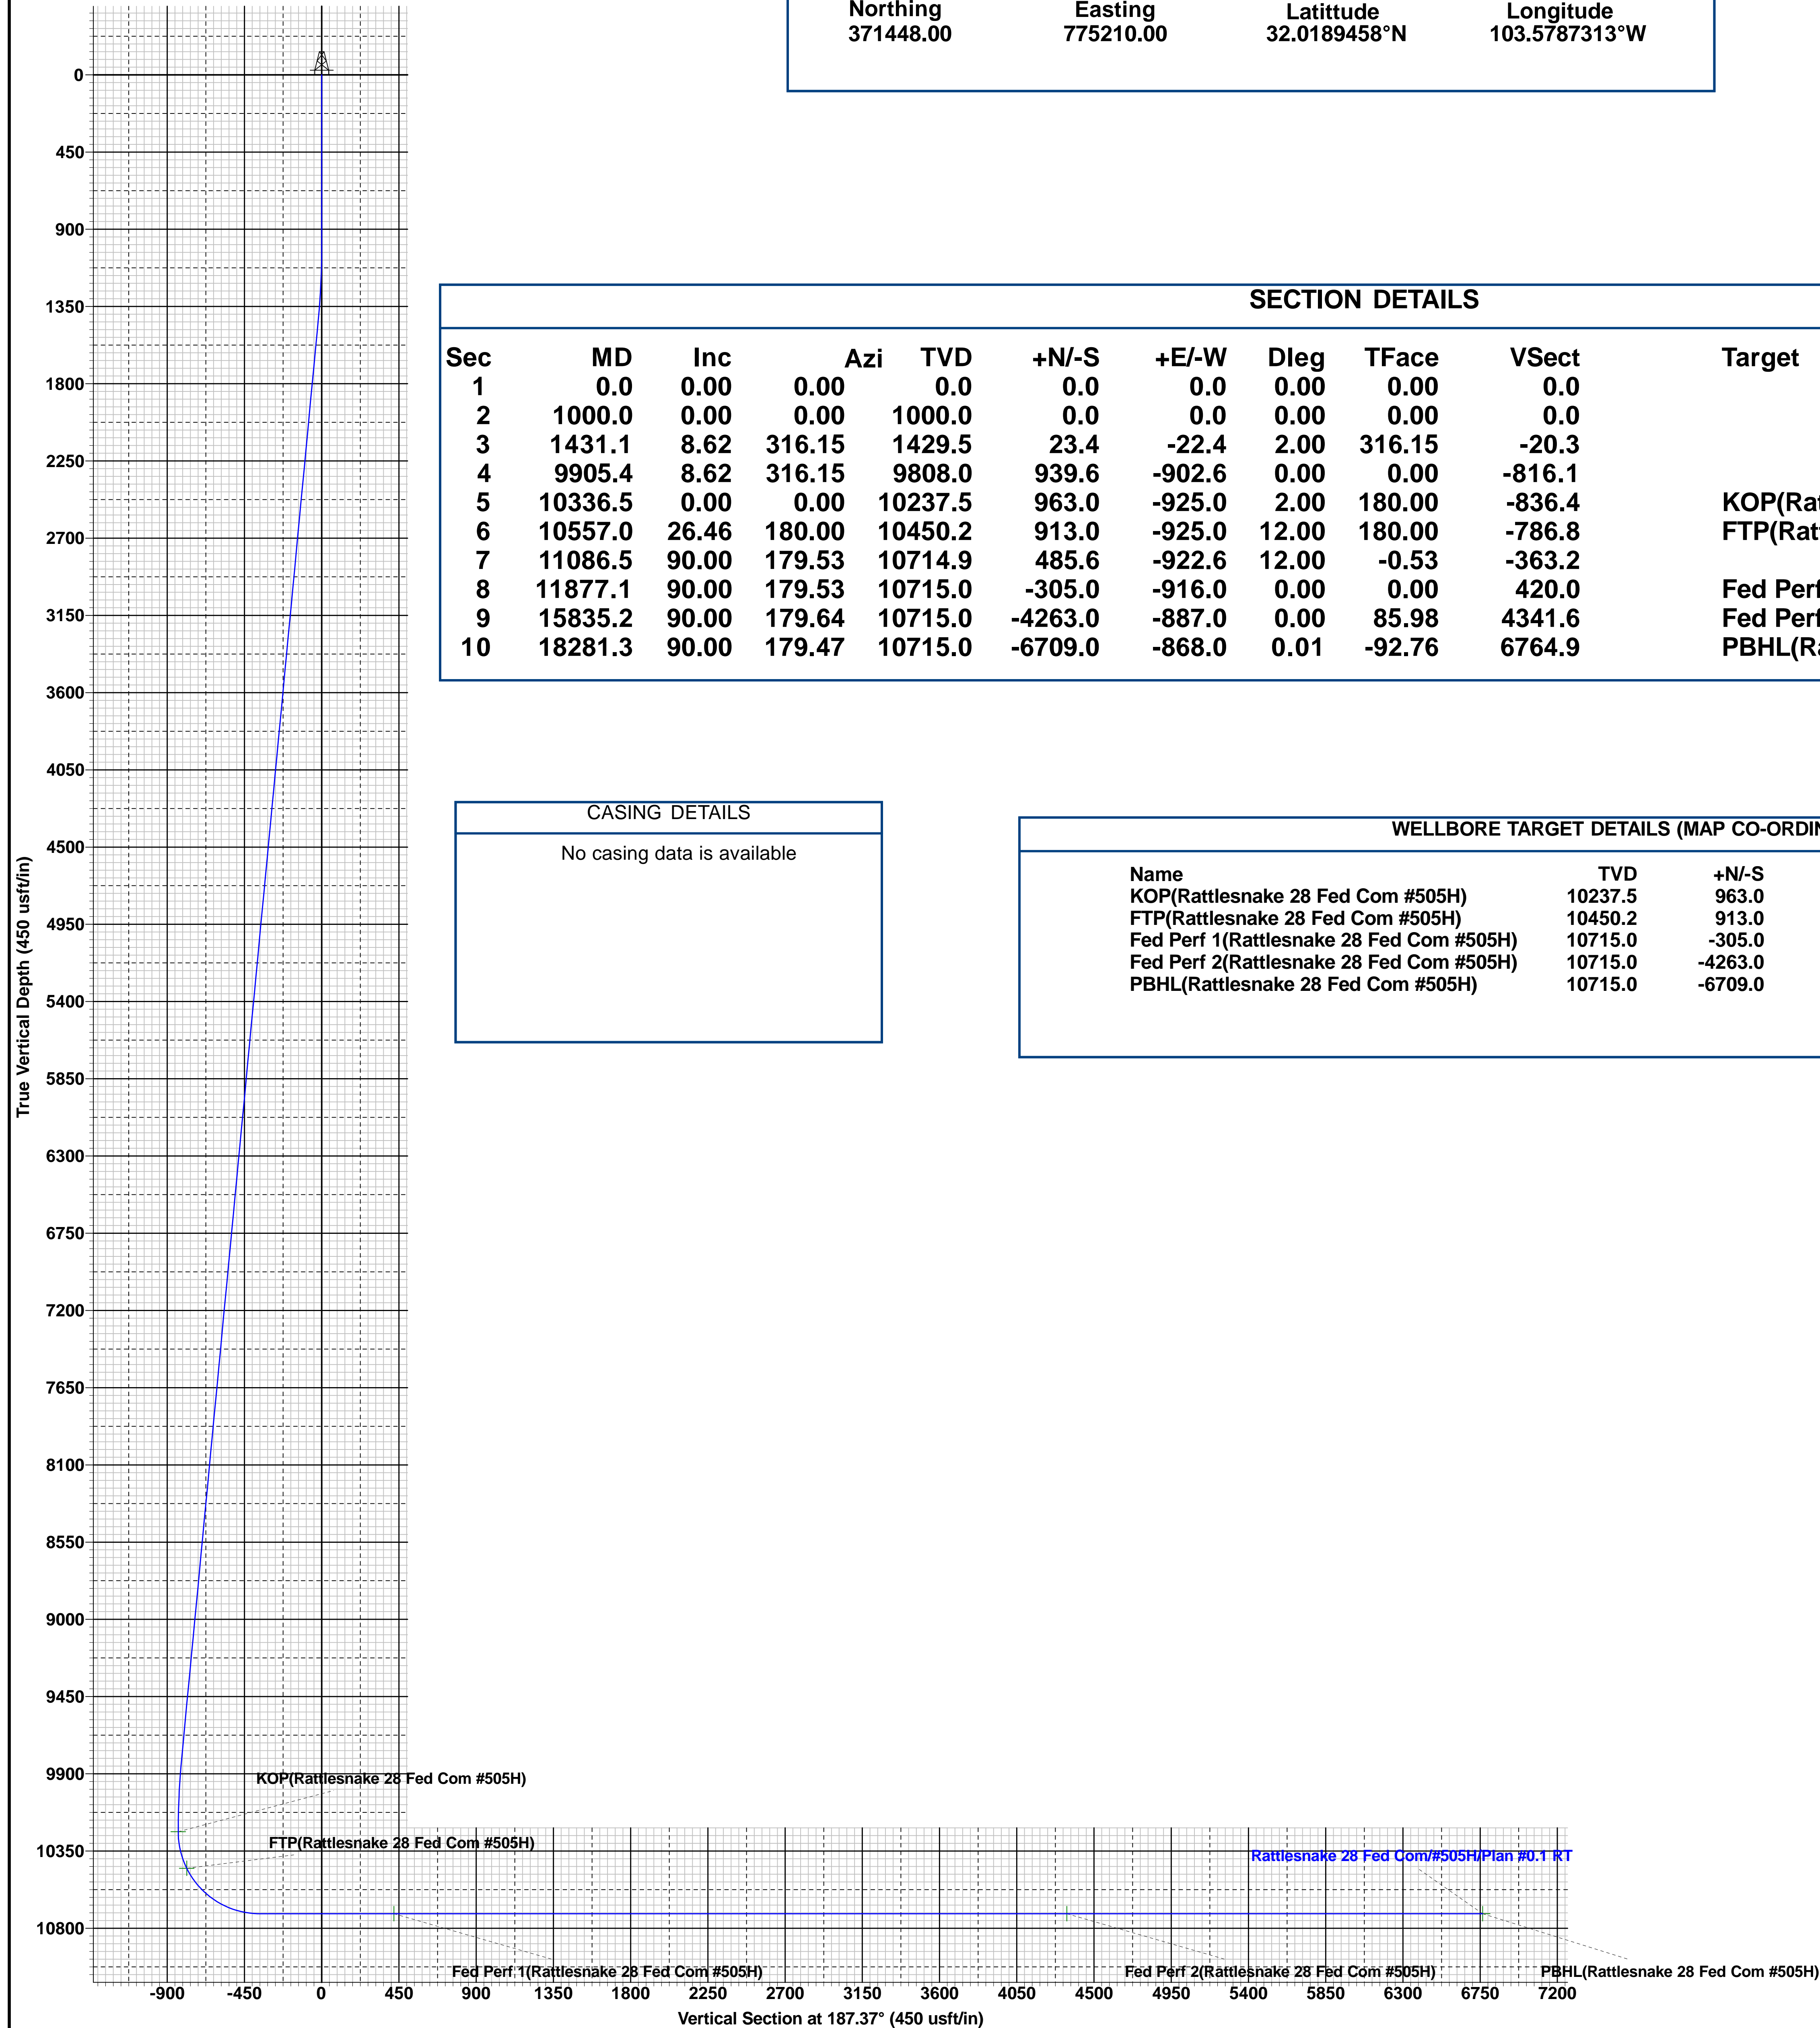 Northing Easting Latittude Longitude
371448.00 775210.00 32.0189458°N 103.5787313°W
0
450
900
1350
1800
2250
2700
3150
3600
4050
4500
4950
5400
5850
6300
6750
7200
7650
8100
8550
9000
9450
9900
10350
10800
True Vertical Depth (450 usft/in)
SECTION DETAILS
Sec MD Inc Azi TVD +N/-S +E/-W Dleg TFace VSect Target
1 0.0 0.00 0.00 0.0 0.0 0.0 0.00 0.00 0.0
2 1000.0 0.00 0.00 1000.0 0.0 0.0 0.00 0.00 0.0
3 1431.1 8.62 316.15 1429.5 23.4 -22.4 2.00 316.15 -20.3
4 9905.4 8.62 316.15 9808.0 939.6 -902.6 0.00 0.00 -816.1
5 10336.5 0.00 0.00 10237.5 963.0 -925.0 2.00 180.00 -836.4 KOP(Rat
6 10557.0 26.46 180.00 10450.2 913.0 -925.0 12.00 180.00 -786.8 FTP(Rat
7 11086.5 90.00 179.53 10714.9 485.6 -922.6 12.00 -0.53 -363.2
8 11877.1 90.00 179.53 10715.0 -305.0 -916.0 0.00 0.00 420.0 Fed Perf
9 15835.2 90.00 179.64 10715.0 -4263.0 -887.0 0.00 85.98 4341.6 Fed Perf
10 18281.3 90.00 179.47 10715.0 -6709.0 -868.0 0.01 -92.76 6764.9 PBHL(Ra
CASING DETAILS
No casing data is available
WELLBORE TARGET DETAILS (MAP CO-ORDIN
Name TVD +N/-S
KOP(Rattlesnake 28 Fed Com #505H) 10237.5 963.0
FTP(Rattlesnake 28 Fed Com #505H) 10450.2 913.0
Fed Perf 1(Rattlesnake 28 Fed Com #505H) 10715.0 -305.0
Fed Perf 2(Rattlesnake 28 Fed Com #505H) 10715.0 -4263.0
PBHL(Rattlesnake 28 Fed Com #505H) 10715.0 -6709.0
KOP(Rattlesnake 28 Fed Com #505H)
FTP(Rattlesnake 28 Fed Com #505H)
Rattlesnake 28 Fed Com/#505H/Plan #0.1 RT
Fed Perf 1(Rattlesnake 28 Fed Com #505H)
Fed Perf 2(Rattlesnake 28 Fed Com #505H)
PBHL(Rattlesnake 28 Fed Com #505H)
-900 -450 0 450 900 1350 1800 2250 2700 3150 3600 4050 4500 4950 5400 5850 6300 6750 7200
Vertical Section at 187.37° (450 usft/in)